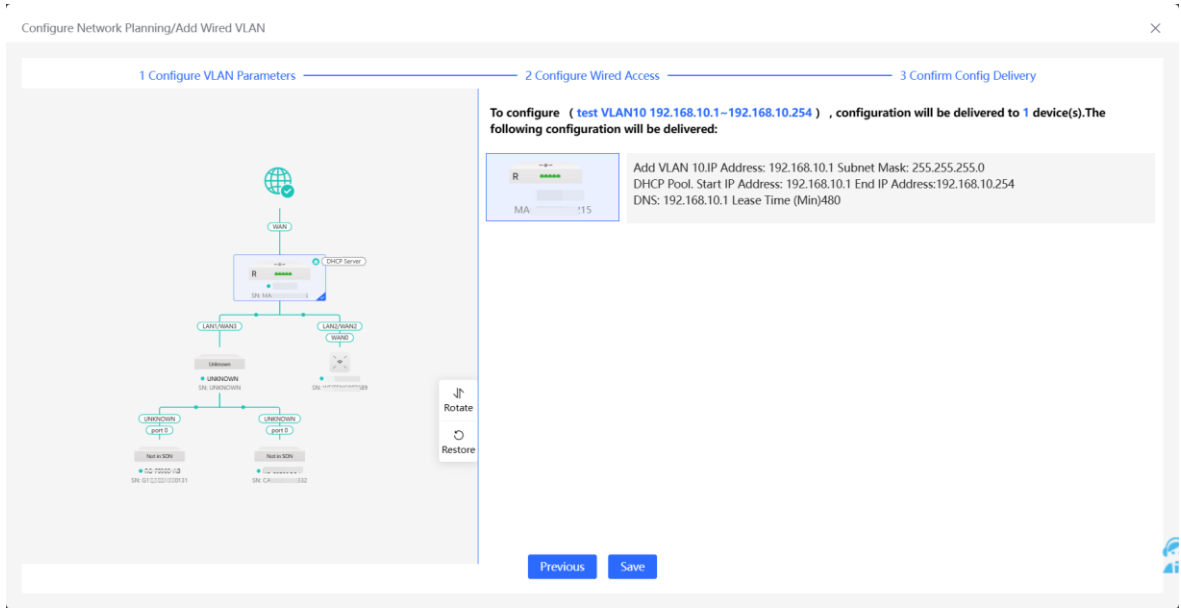 Configure Network Planning/Add Wired VLAN
1 Configure VLAN Parameters
2 Configure Wired Access
3 Confirm Config Delivery
To configure ( test VLAN10 192.168.10.1~192.168.10.254 ) , configuration will be delivered to 1 device(s).The
following configuration will be delivered:
R
MA
15
Add VLAN 10.IP Address: 192.168.10.1 Subnet Mask: 255.255.255.0
DHCP Pool. Start IP Address: 192.168.10.1 End IP Address:192.168.10.254
DNS: 192.168.10.1 Lease Time (Min)480
WAN
DHCP Server
R
SN: MA
LAN1/WAN3
LAN2/WAN2
WAN0
Unknown
UNKNOWN
SN: UNKNOWN
SN:
UNKNOWN
port 0
UNKNOWN
port 0
Not in SDN
Not in SDN
SN: G1
SN: CA
Rotate
Restore
Previous
Save